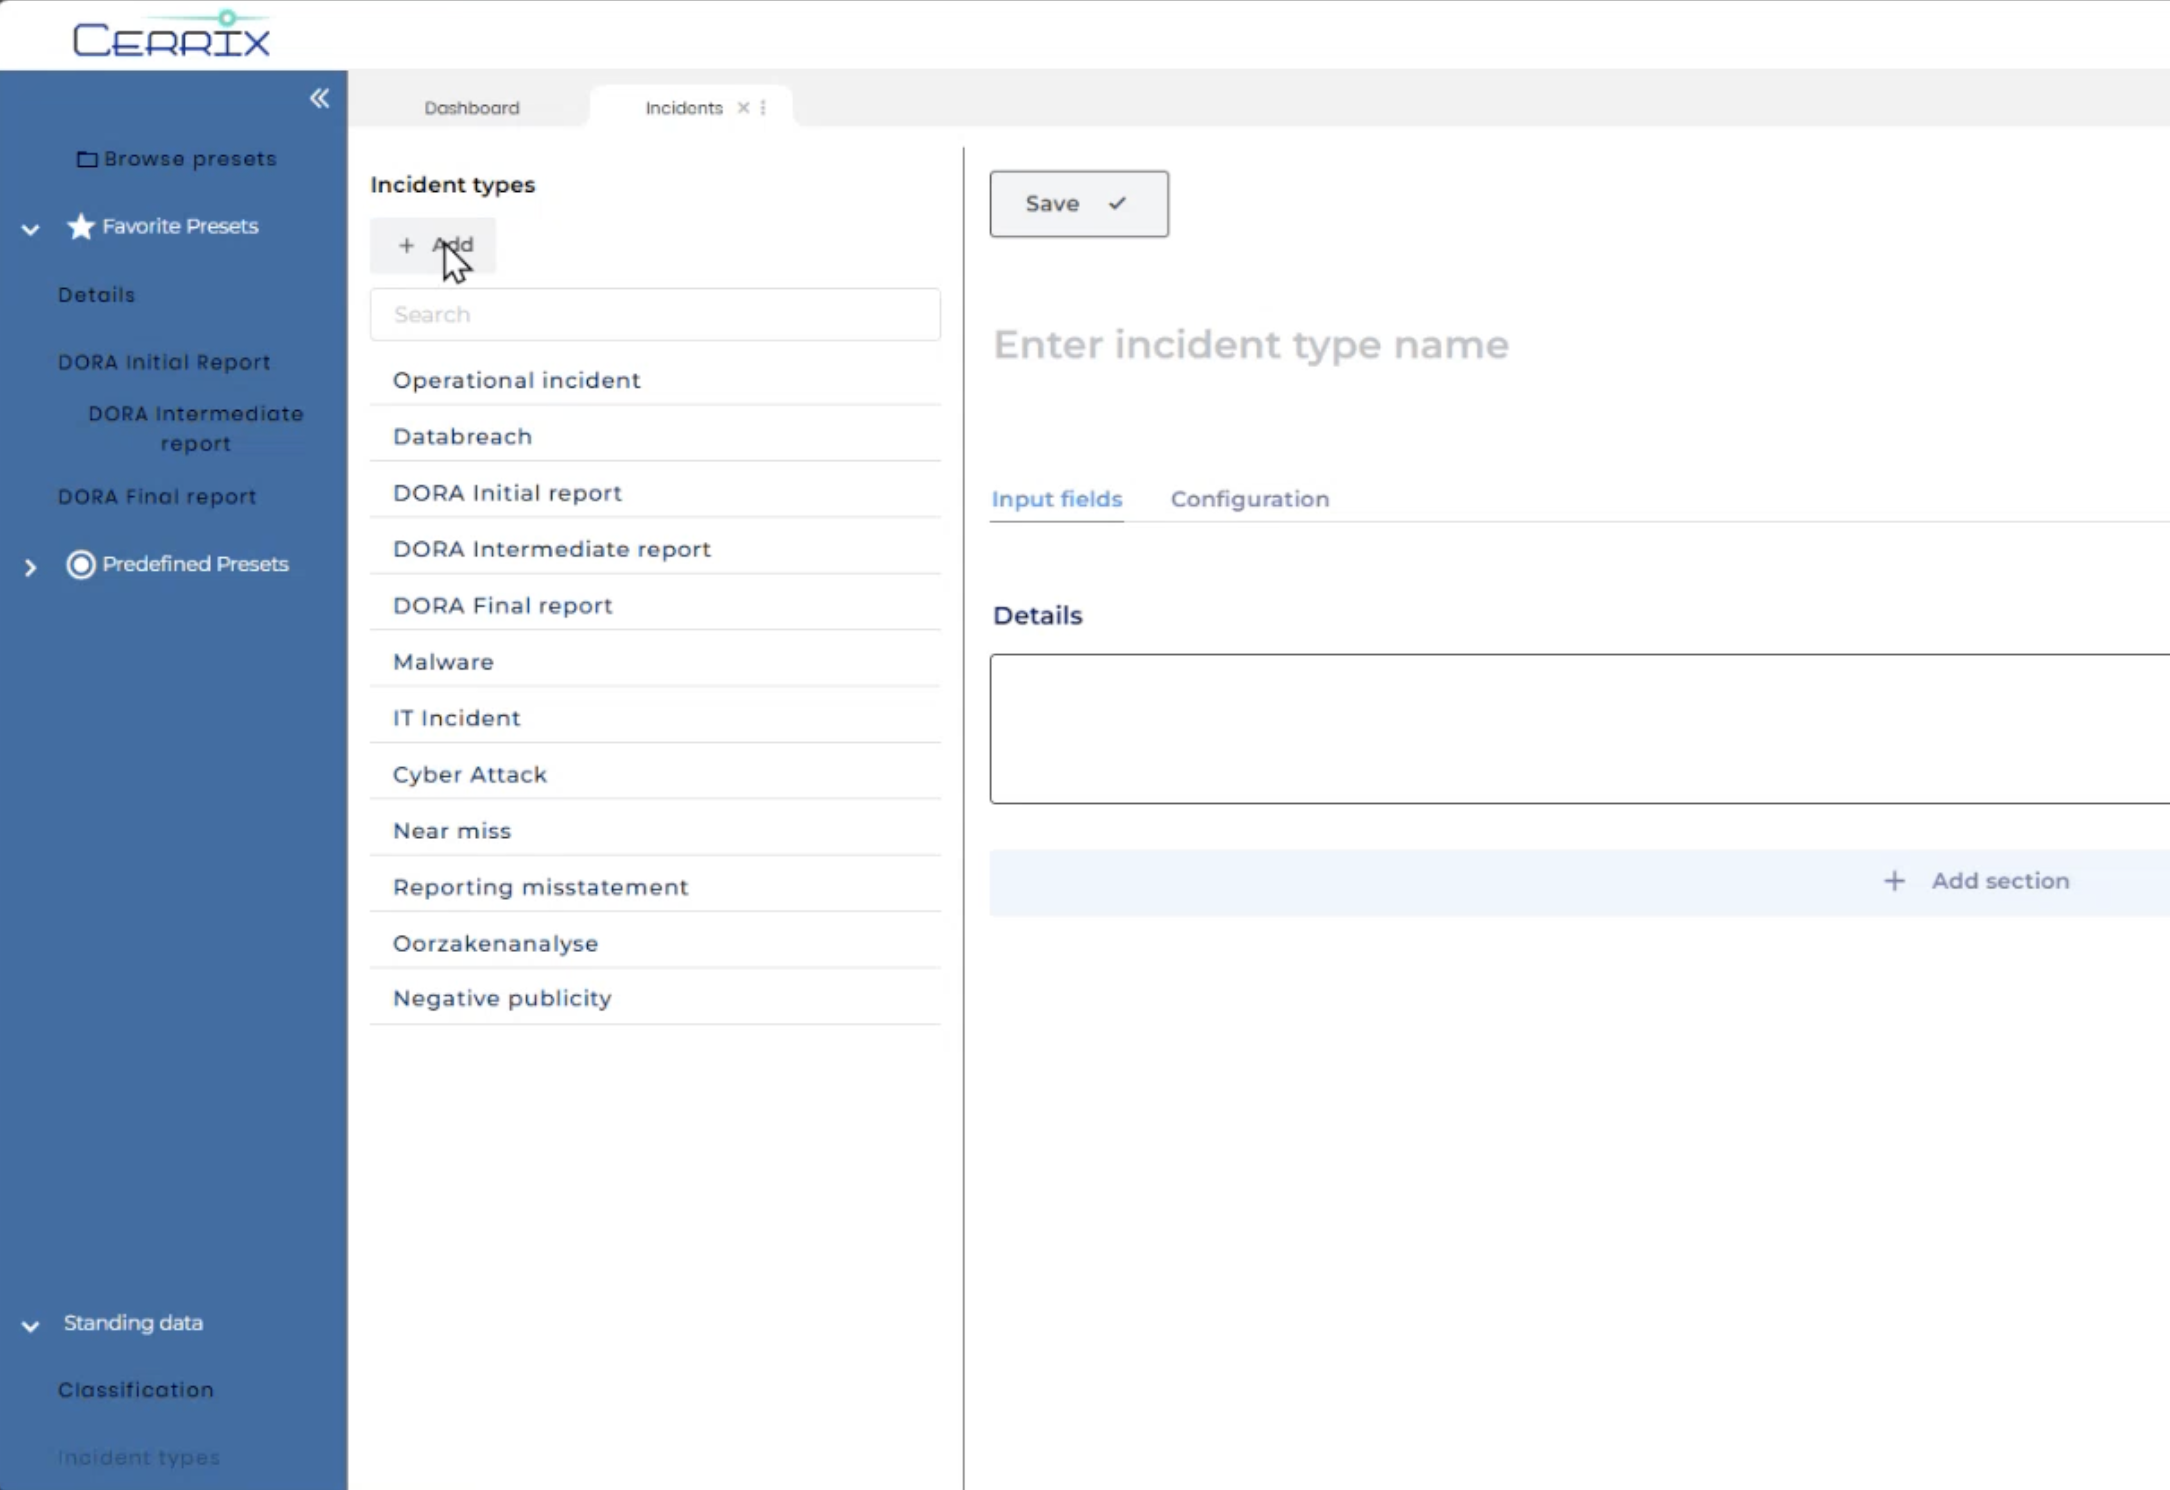 CERRIX
Dashboard
Incidents
Browse presets
Favorite Presets
Details
DORA Initial Report
DORA Intermediate
report
DORA Final report
Predefined Presets
Standing data
Classification
Incident types
Incident types
+ Add
Search
Operational incident
Databreach
DORA Initial report
DORA Intermediate report
DORA Final report
Malware
IT Incident
Cyber Attack
Near miss
Reporting misstatement
Oorzakenanalyse
Negative publicity
Save
Enter incident type name
Input fields Configuration
Details
+ Add section